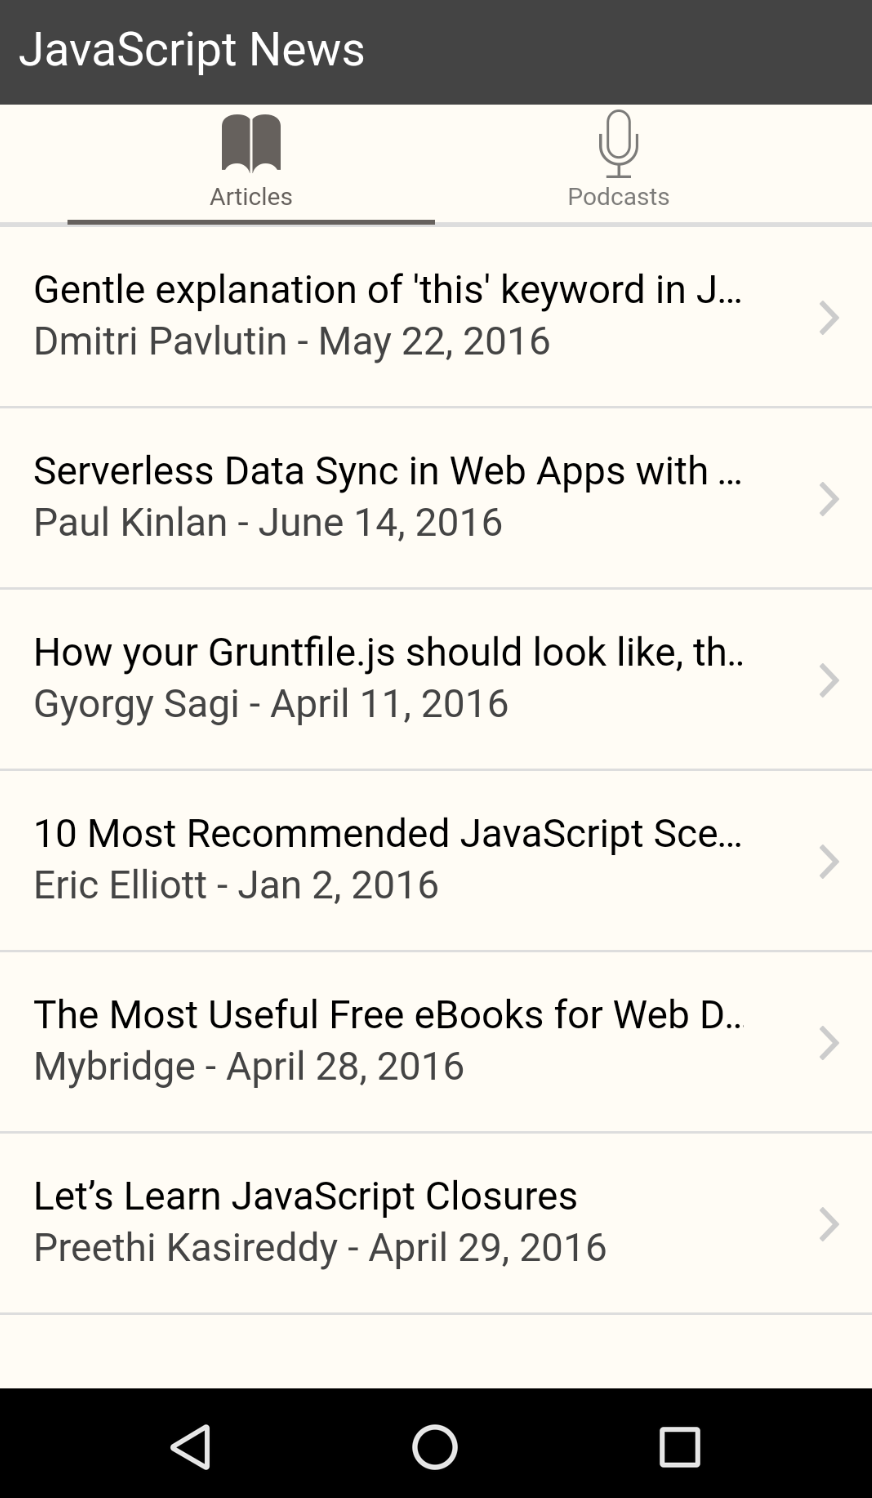 JavaScript News
Articles
Podcasts
Gentle explanation of 'this' keyword in J...
Dmitri Pavlutin - May 22, 2016
Serverless Data Sync in Web Apps with ...
Paul Kinlan - June 14, 2016
How your Gruntfile.js should look like, th..
Gyorgy Sagi - April 11, 2016
10 Most Recommended JavaScript Sce...
Eric Elliott - Jan 2, 2016
The Most Useful Free eBooks for Web D...
Mybridge - April 28, 2016
Let’s Learn JavaScript Closures
Preethi Kasireddy - April 29, 2016